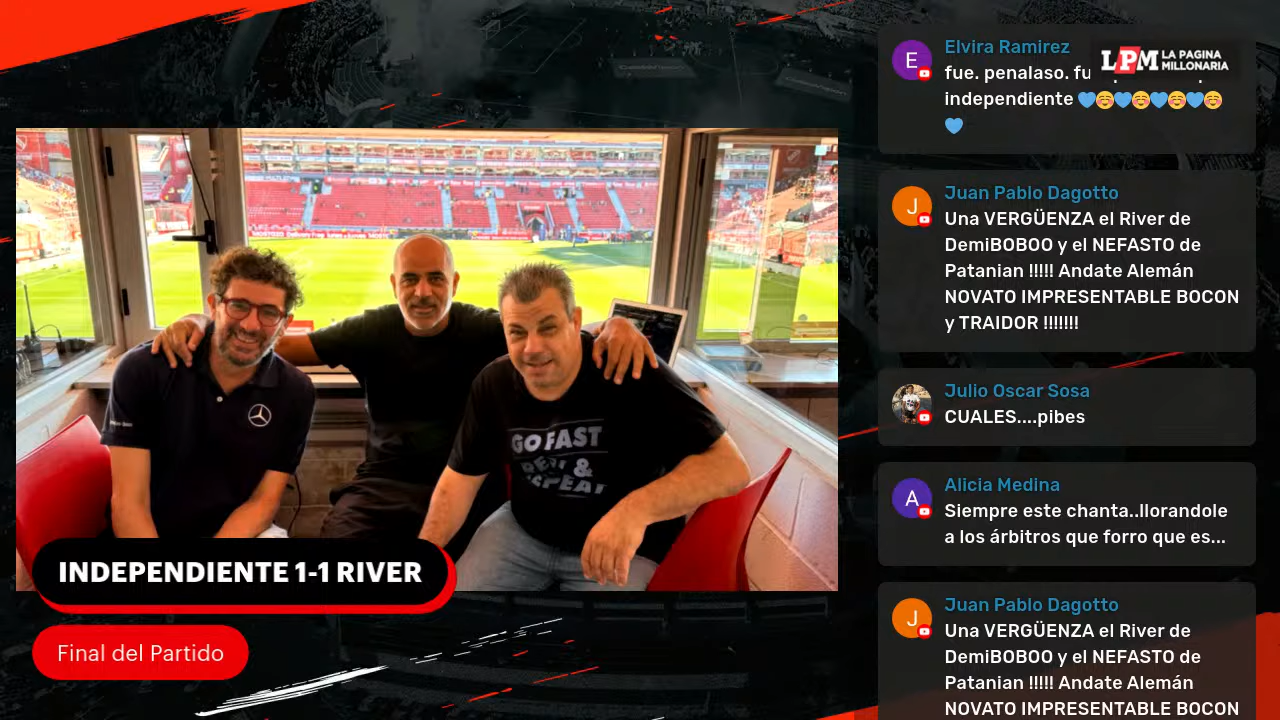 INDEPENDIENTE 1-1 RIVER
Final del Partido
GO FAST
&
LPM LA PAGINA
MILLONARIA
E
Elvira Ramirez
fue. penalaso.
independiente
J
Juan Pablo Dagotto
Una VERGÜENZA el River de
DemiBOBOO y el NEFASTO de
Patanian !!!!! Andate Alemán
NOVATO IMPRESENTABLE BOCON
y TRAIDOR !!!!!!!
Julio Oscar Sosa
CUALES....pibes
A
Alicia Medina
Siempre este chanta..llorandole
a los árbitros que forro que es...
J
Juan Pablo Dagotto
Una VERGÜENZA el River de
DemiBOBOO y el NEFASTO de
Patanian !!!!! Andate Alemán
NOVATO IMPRESENTABLE BOCON